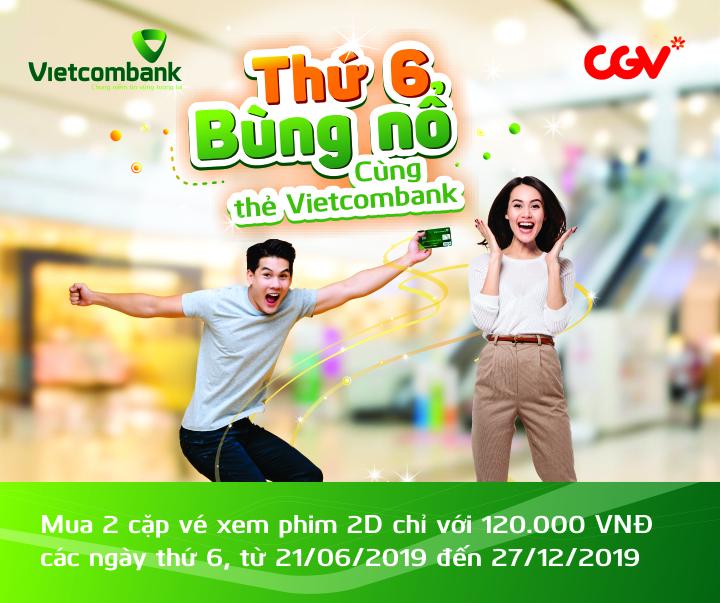 Vietcombank
Chung niềm tin vững tương lai
CGV
Thứ 6,
Bùng nổ
Cùng
thẻ Vietcombank
Mua 2 cặp vé xem phim 2D chỉ với 120.000 VNĐ
các ngày thứ 6, từ 21/06/2019 đến 27/12/2019